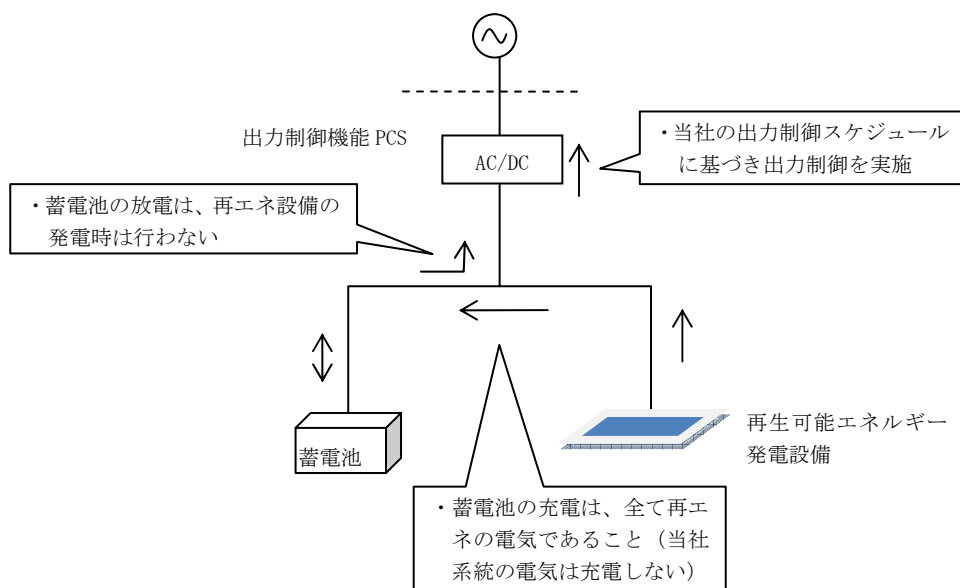 出力制御機能 PCS
AC/DC
・当社の出力制御スケジュール
に基づき出力制御を実施
・蓄電池の放電は、再エネ設備の
発電時は行わない
蓄電池
再生可能エネルギー
発電設備
・蓄電池の充電は、全て再エ
ネの電気であること（当社
系統の電気は充電しない）